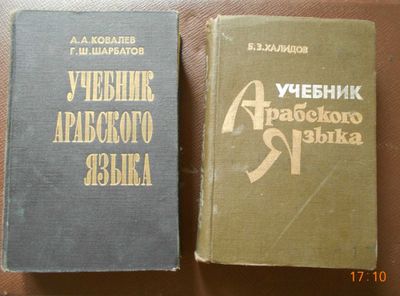 А.А.КОВАЛЕВ
Г.Ш.ШАРБАТОВ
УЧЕБНИК
АРАБСКОГО
ЯЗЫКА
Б.З.ХАЛИДОВ
УЧЕБНИК
Арабского
Языка
17:10